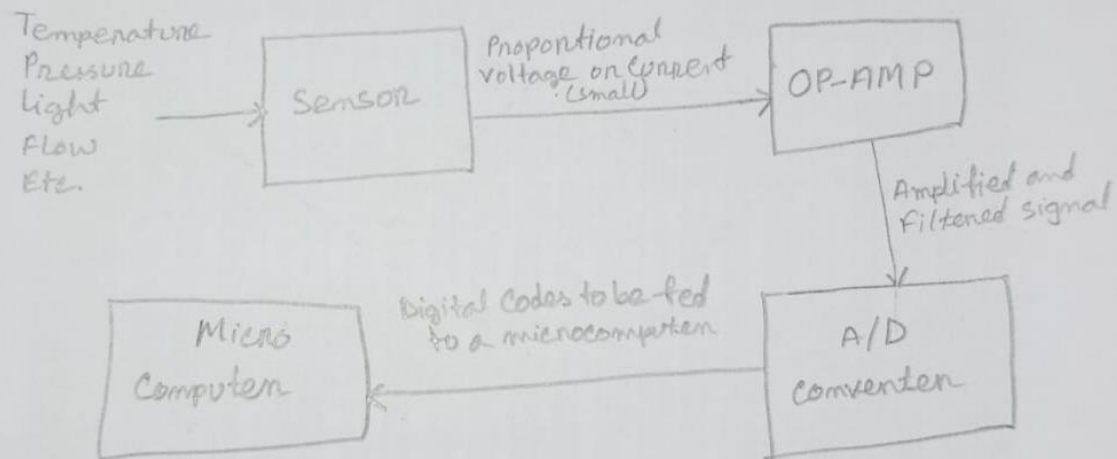 Temperature
Pressure
Light
Flow
Etc.
Sensor
Proportional
voltage or current
(small)
OP-AMP
Amplified and
Filtered signal
A/D
Converter
Digital Codes to be fed
to a microcomputer
Micro
Computer